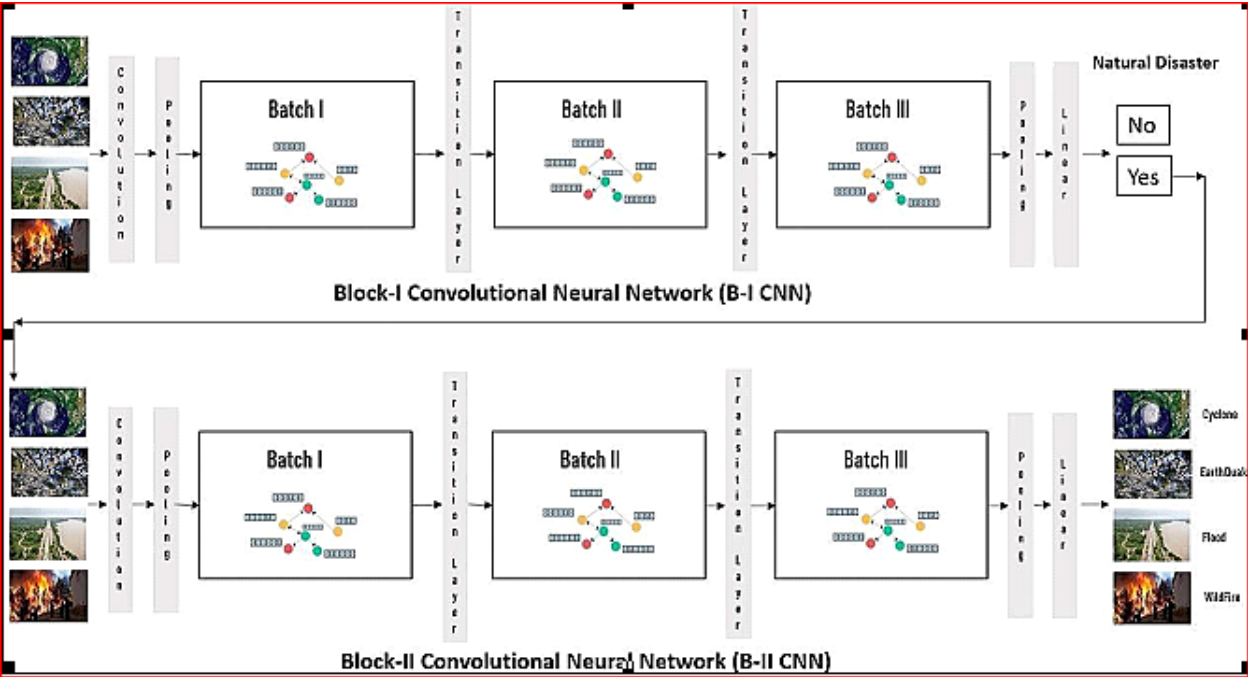 Convolution
Pooling
Batch I
Transition Layer
Batch II
Transition Layer
Batch III
Pooling
Linear
Natural Disaster
No
Yes
Block-I Convolutional Neural Network (B-I CNN)
Convolution
Pooling
Batch I
Transition Layer
Batch II
Transition Layer
Batch III
Pooling
Linear
Cyclone
EarthQuak
Flood
WildFire
Block-II Convolutional Neural Network (B-II CNN)